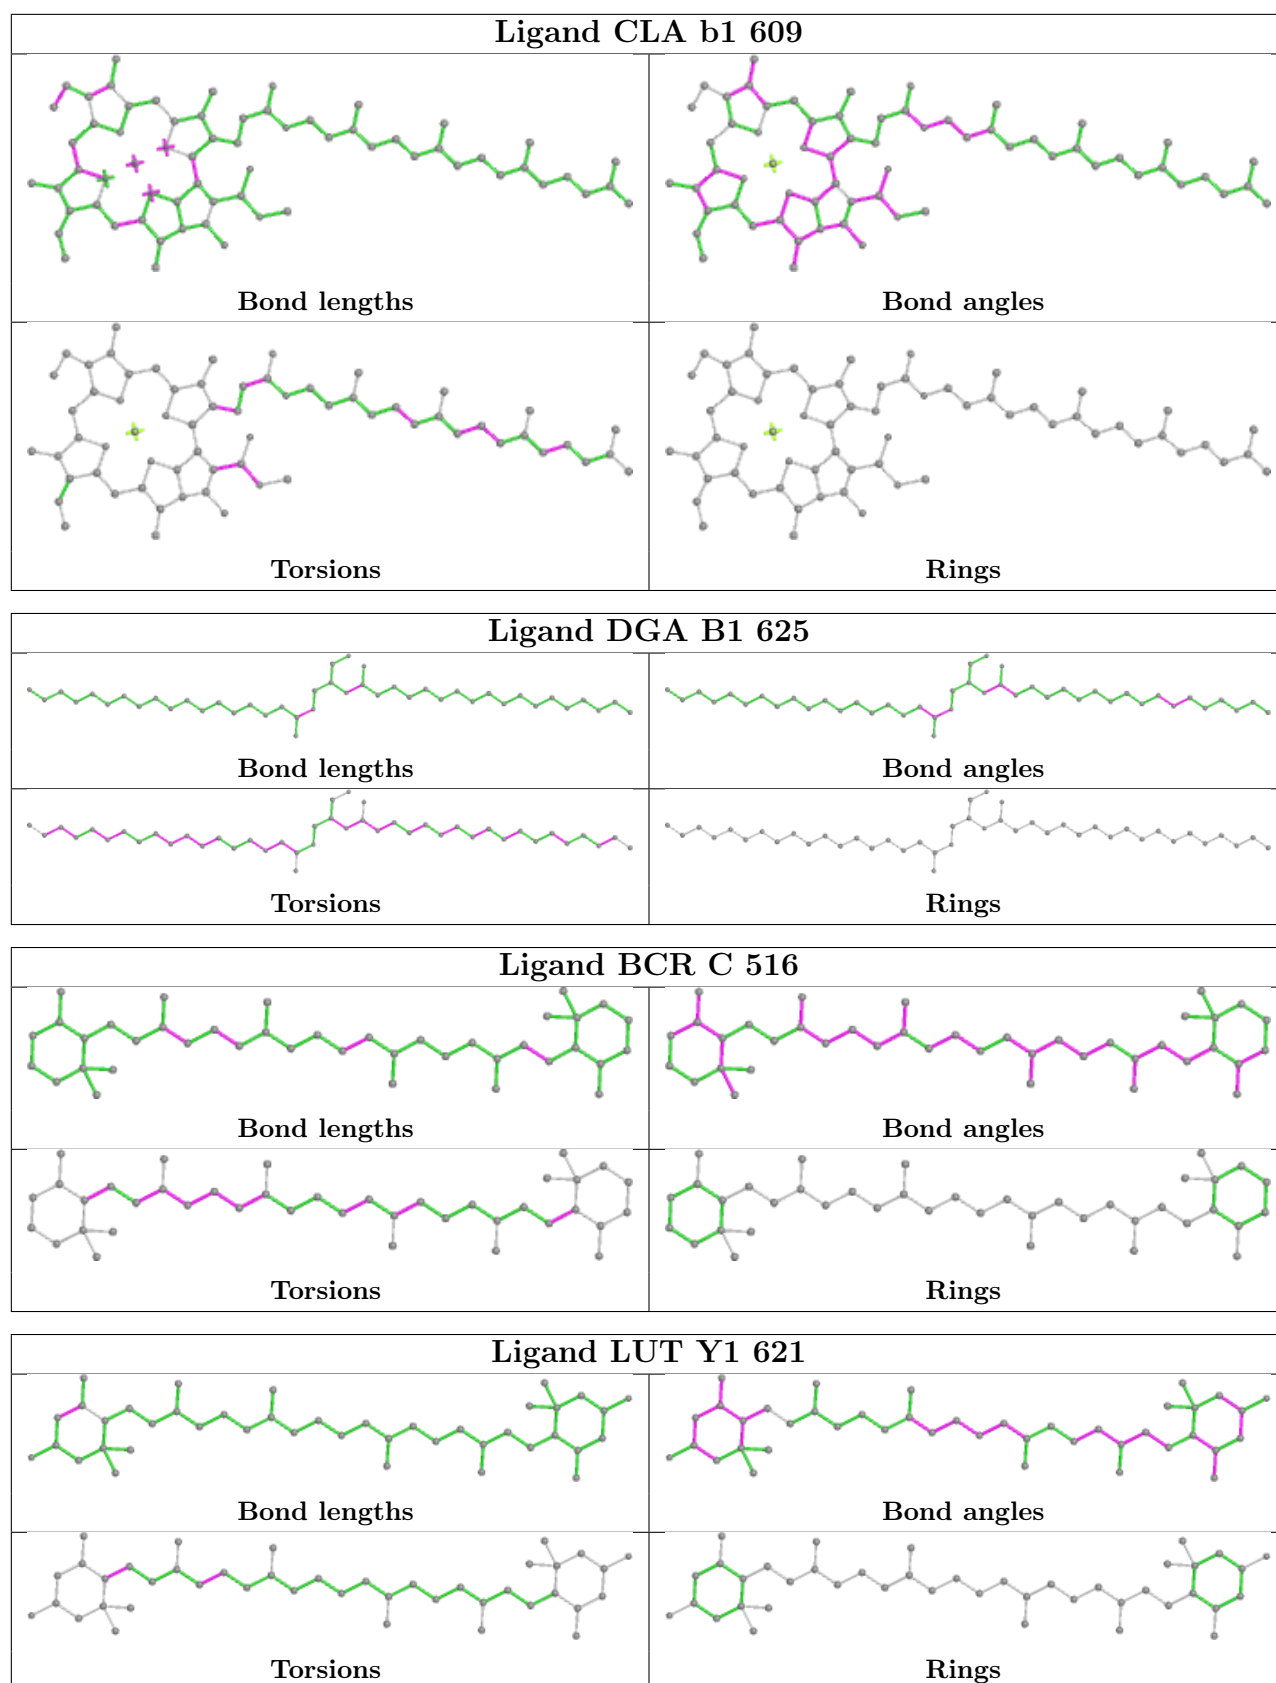 Ligand CLA b1 609
Bond lengths
Bond angles
Torsions
Rings
Ligand DGA B1 625
Bond lengths
Bond angles
Torsions
Rings
Ligand BCR C 516
Bond lengths
Bond angles
Torsions
Rings
Ligand LUT Y1 621
Bond lengths
Bond angles
Torsions
Rings